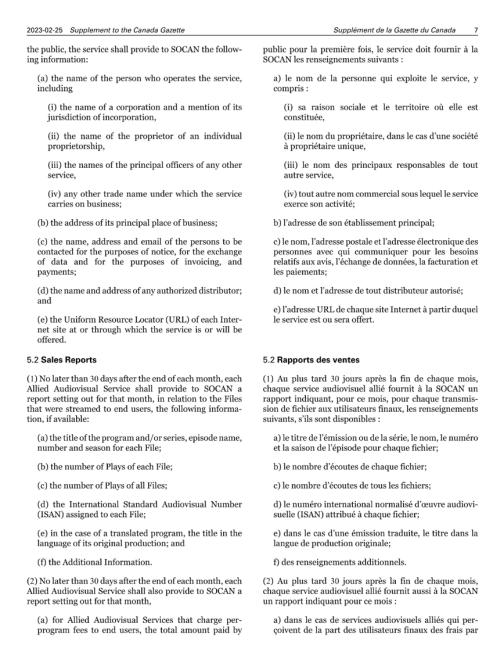 2023-02-25 Supplement to the Canada Gazette
Supplément de la Gazette du Canada 7
the public, the service shall provide to SOCAN the follow-
ing information:
(a) the name of the person who operates the service,
including
(i) the name of a corporation and a mention of its
jurisdiction of incorporation,
(ii) the name of the proprietor of an individual
proprietorship,
(iii) the names of the principal officers of any other
service,
(iv) any other trade name under which the service
carries on business;
(b) the address of its principal place of business;
(c) the name, address and email of the persons to be
contacted for the purposes of notice, for the exchange
of data and for the purposes of invoicing, and
payments;
(d) the name and address of any authorized distributor;
and
(e) the Uniform Resource Locator (URL) of each Inter-
net site at or through which the service is or will be
offered.
5.2 Sales Reports
(1) No later than 30 days after the end of each month, each
Allied Audiovisual Service shall provide to SOCAN a
report setting out for that month, in relation to the Files
that were streamed to end users, the following informa-
tion, if available:
(a) the title of the program and/or series, episode name,
number and season for each File;
(b) the number of Plays of each File;
(c) the number of Plays of all Files;
(d) the International Standard Audiovisual Number
(ISAN) assigned to each File;
(e) in the case of a translated program, the title in the
language of its original production; and
(f) the Additional Information.
(2) No later than 30 days after the end of each month, each
Allied Audiovisual Service shall also provide to SOCAN a
report setting out for that month,
(a) for Allied Audiovisual Services that charge per-
program fees to end users, the total amount paid by
public pour la première fois, le service doit fournir à la
SOCAN les renseignements suivants :
a) le nom de la personne qui exploite le service, y
compris :
(i) sa raison sociale et le territoire où elle est
constituée,
(ii) le nom du propriétaire, dans le cas d'une société
à propriétaire unique,
(iii) le nom des principaux responsables de tout
autre service,
(iv) tout autre nom commercial sous lequel le service
exerce son activité;
b) l'adresse de son établissement principal;
c) le nom, l'adresse postale et l'adresse électronique des
personnes avec qui communiquer pour les besoins
relatifs aux avis, l'échange de données, la facturation et
les paiements;
d) le nom et l'adresse de tout distributeur autorisé;
e) l'adresse URL de chaque site Internet à partir duquel
le service est ou sera offert.
5.2 Rapports des ventes
(1) Au plus tard 30 jours après la fin de chaque mois,
chaque service audiovisuel allié fournit à la SOCAN un
rapport indiquant, pour ce mois, pour chaque transmis-
sion de fichier aux utilisateurs finaux, les renseignements
suivants, s'ils sont disponibles :
a) le titre de l'émission ou de la série, le nom, le numéro
et la saison de l'épisode pour chaque fichier;
b) le nombre d'écoutes de chaque fichier;
c) le nombre d'écoutes de tous les fichiers;
d) le numéro international normalisé d'œuvre audiovi-
suelle (ISAN) attribué à chaque fichier;
e) dans le cas d'une émission traduite, le titre dans la
langue de production originale;
f) des renseignements additionnels.
(2) Au plus tard 30 jours après la fin de chaque mois,
chaque service audiovisuel allié fournit aussi à la SOCAN
un rapport indiquant pour ce mois :
a) dans le cas de services audiovisuels alliés qui per-
çoivent de la part des utilisateurs finaux des frais par